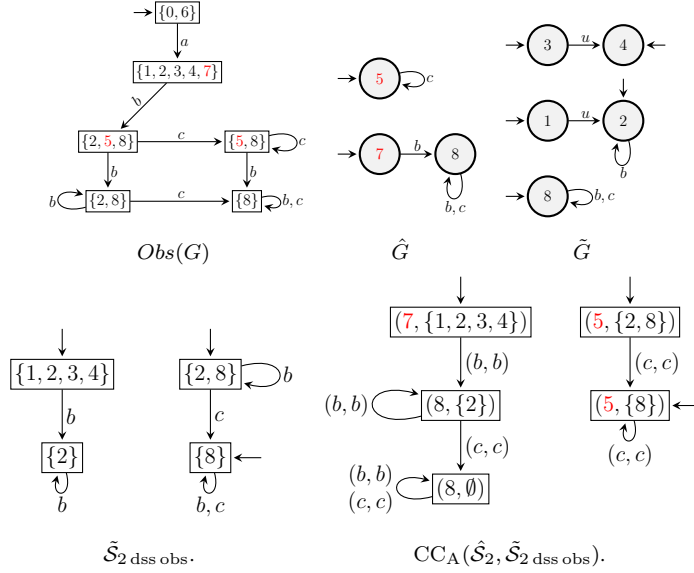 {0, 6}
a
{1, 2, 3, 4, 7}
b
{2, 5, 8}
c
{5, 8}
c
b
b
b
{2, 8}
c
{8}
b, c
Obs(G)
5
c
7
b
8
b, c
Ĝ
3
u
4
1
u
2
b
8
b, c
G̃
{1, 2, 3, 4}
b
{2}
b
{2, 8}
b
c
{8}
b, c
S̃₂ dss obs.
(7, {1, 2, 3, 4})
(b, b)
(b, b)
(8, {2})
(c, c)
(b, b)
(c, c)
(8, ∅)
(5, {2, 8})
(c, c)
(5, {8})
(c, c)
CC_A(Ŝ₂, S̃₂ dss obs).